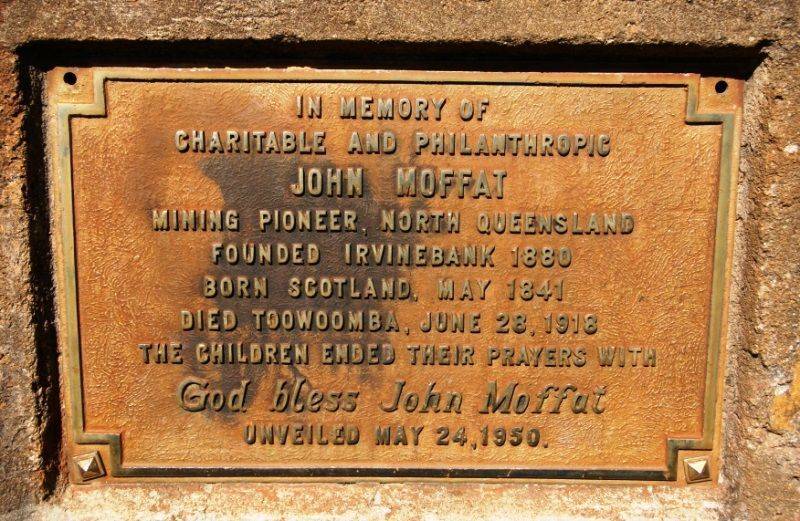 IN MEMORY OF
CHARITABLE AND PHILANTHROPIC
JOHN MOFFAT
MINING PIONEER, NORTH QUEENSLAND
FOUNDED IRVINEBANK 1880
BORN SCOTLAND, MAY 1841
DIED TOOWOOMBA, JUNE 28, 1918
THE CHILDREN ENDED THEIR PRAYERS WITH
God bless John Moffat
UNVEILED MAY 24, 1950.